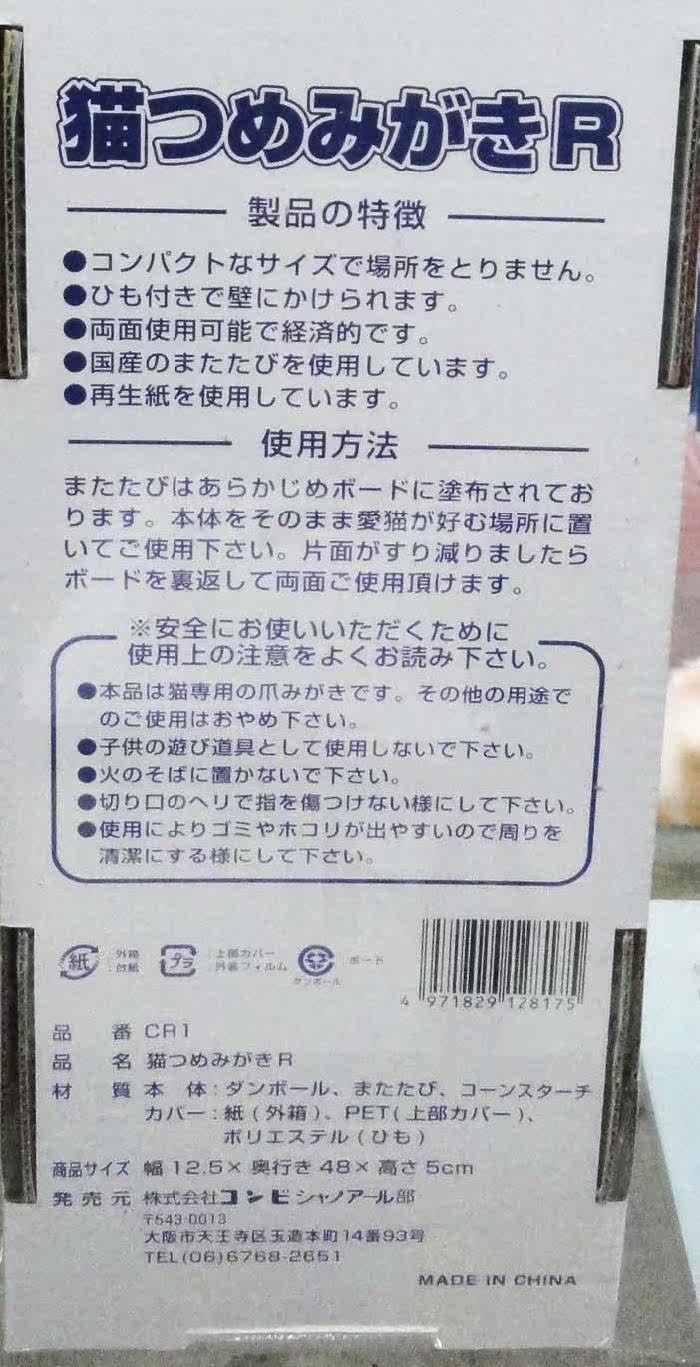 猫つめみがきR
製品の特徴
●コンパクトなサイズで場所をとりません。
●ひも付きで壁にかけられます。
●両面使用可能で経済的です。
●国産のまたたびを使用しています。
●再生紙を使用しています。
使用方法
またたびはあらかじめボードに塗布されてお
ります。本体をそのまま愛猫が好む場所に置
いてご使用下さい。片面がすり減りましたら
ボードを裏返して両面ご使用頂けます。
※安全にお使いいただくために
使用上の注意をよくお読み下さい。
●本品は猫専用の爪みがきです。その他の用途で
のご使用はおやめ下さい。
●子供の遊び道具として使用しないで下さい。
●火のそばに置かないで下さい。
●切り口のヘリで指を傷つけない様にして下さい。
●使用によりゴミやホコリが出やすいので周りを
清潔にする様にして下さい。
紙 :外箱 :台紙 プラ :上部カバー :外装フィルム ダンボール :ボード
4 971829 128175
品番 CR1
品名 猫つめみがきR
材質 本体:ダンボール、またたび、コーンスターチ
カバー:紙(外箱)、PET(上部カバー)、
ポリエステル(ひも)
商品サイズ 幅12.5×奥行き48×高さ5cm
発売元 株式会社コンビ シャノアール部
〒543-0013
大阪市天王寺区玉造本町14番93号
TEL(06)6768-2651
MADE IN CHINA